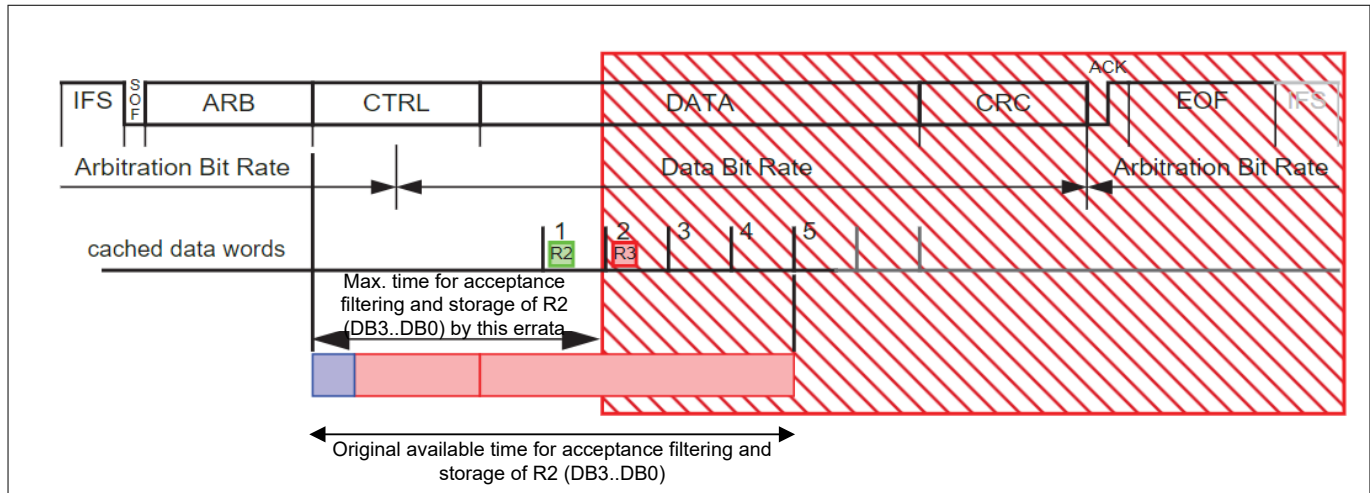 ACK
IFS SOF ARB CTRL DATA CRC EOF IFS
Arbitration Bit Rate Data Bit Rate Arbitration Bit Rate
1 2 3 4 5
cached data words R2 R3
Max. time for acceptance
filtering and storage of R2
(DB3..DB0) by this errata
Original available time for acceptance filtering and
storage of R2 (DB3..DB0)